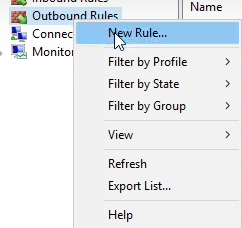 Inbound Rules
Name
Outbound Rules
Connec
Monitor
New Rule...
Filter by Profile
Filter by State
Filter by Group
View
Refresh
Export List...
Help